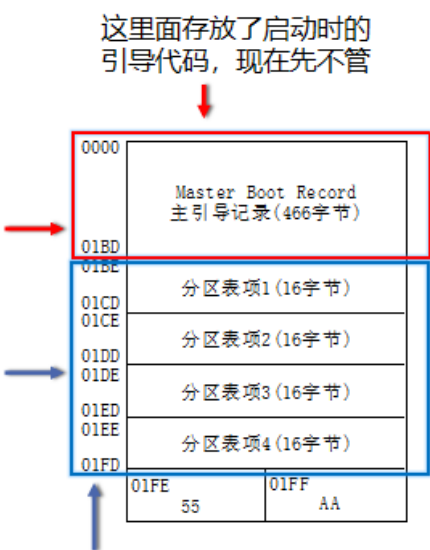 这里面存放了启动时的
引导代码，现在先不管
0000
Master Boot Record
主引导记录(466字节)
01BD
01BE
分区表项1(16字节)
01CD
01CE
分区表项2(16字节)
01DD
01DE
分区表项3(16字节)
01ED
01EE
分区表项4(16字节)
01FD
01FE 01FF
55 AA